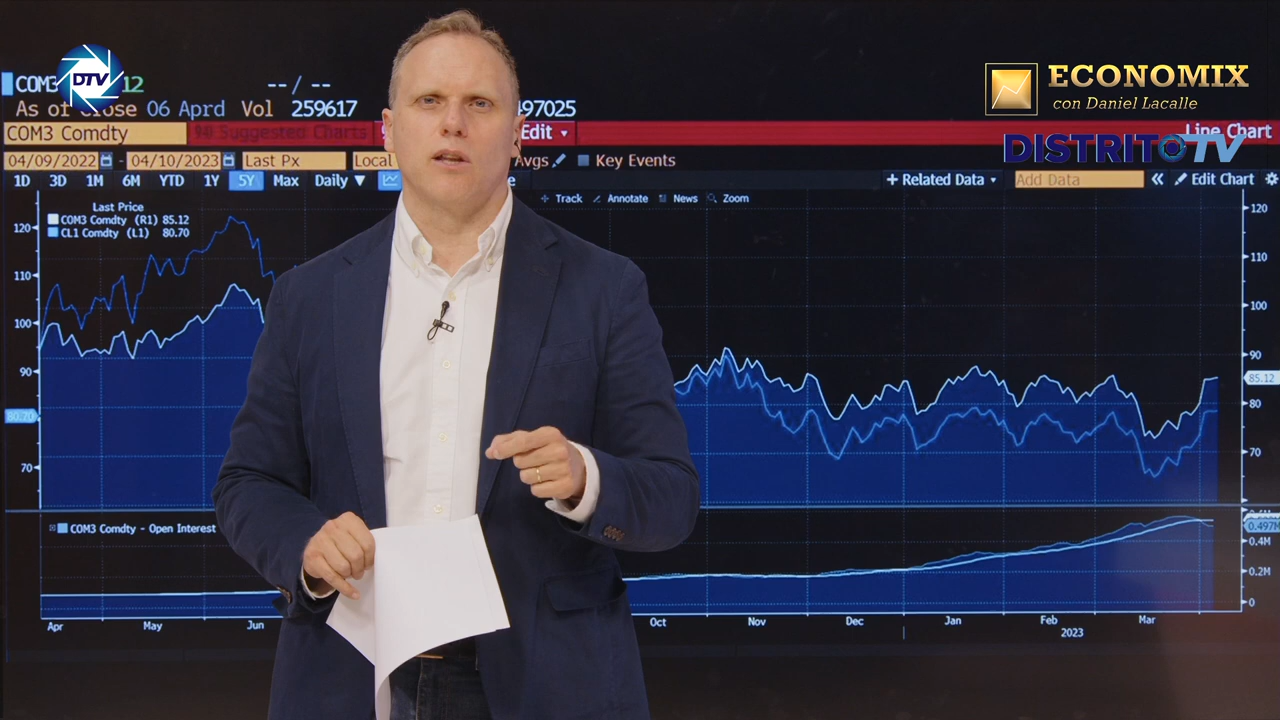 DTV
COM3 12 -- / --
As of Close 06 Aprd Vol 259617 497025
ECONOMIX
con Daniel Lacalle
COM3 Comdty 94) Suggested Charts Edit Line Chart
DISTRITO TV
04/09/2022 - 04/10/2023 Last Px Local Avgs Key Events
1D 3D 1M 6M YTD 1Y 5Y Max Daily ▼ + Related Data Add Data « Edit Chart
Track Annotate News Zoom
Last Price
COM3 Comdty (R1) 85.12
CL1 Comdty (L1) 80.70
120 120
110 110
100 100
90 90
85.12
80.70 80
70 70
COM3 Comdty - Open Interest
0.497M
0.4M
0.2M
0
Apr May Jun Oct Nov Dec Jan Feb Mar
2023